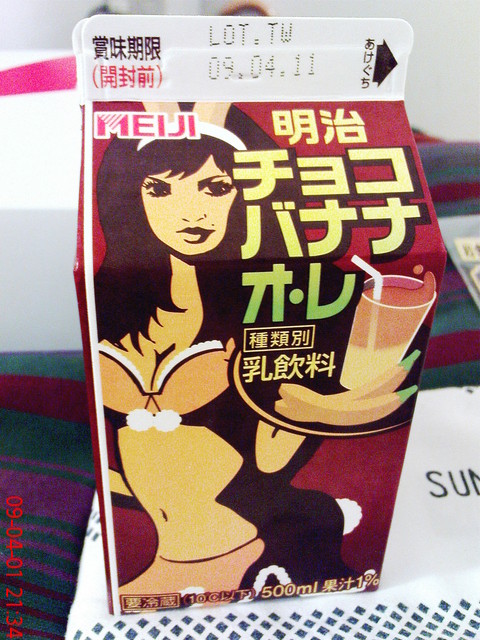 賞味期限
(開封前)
LOT.TW
09.04.11
あけぐち
MEIJI
明治
チョコ
バナナ
オ・レ
種類別
乳飲料
要冷蔵 (10℃以下) 500ml 果汁1%
SUN
09-04-01 21:34